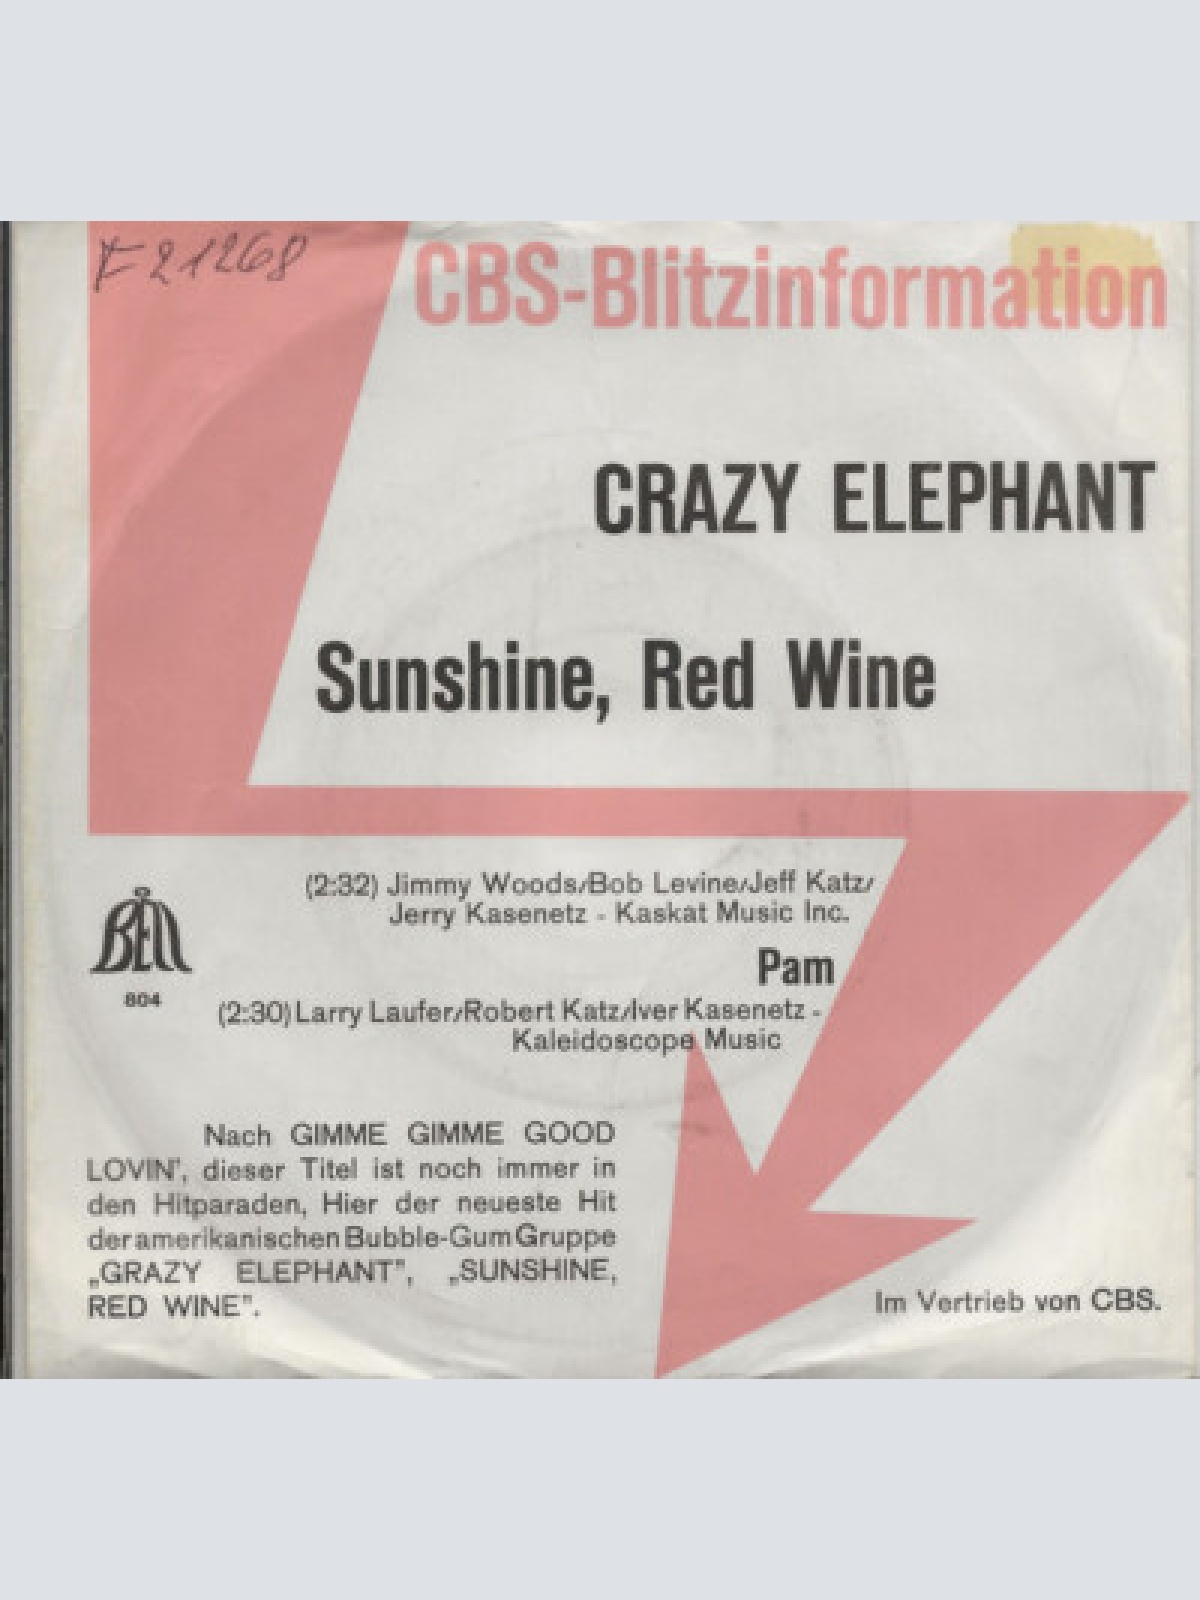 F 21268
CBS-Blitzinformation
CRAZY ELEPHANT
Sunshine, Red Wine
(2:32) Jimmy Woods/Bob Levine/Jeff Katz/
Jerry Kasenetz - Kaskat Music Inc.
BELL
804
Pam
(2:30) Larry Laufer/Robert Katz/Iver Kasenetz -
Kaleidoscope Music
Nach GIMME GIMME GOOD
LOVIN', dieser Titel ist noch immer in
den Hitparaden, Hier der neueste Hit
der amerikanischen Bubble-Gum Gruppe
„GRAZY ELEPHANT”, „SUNSHINE,
RED WINE”.
Im Vertrieb von CBS.